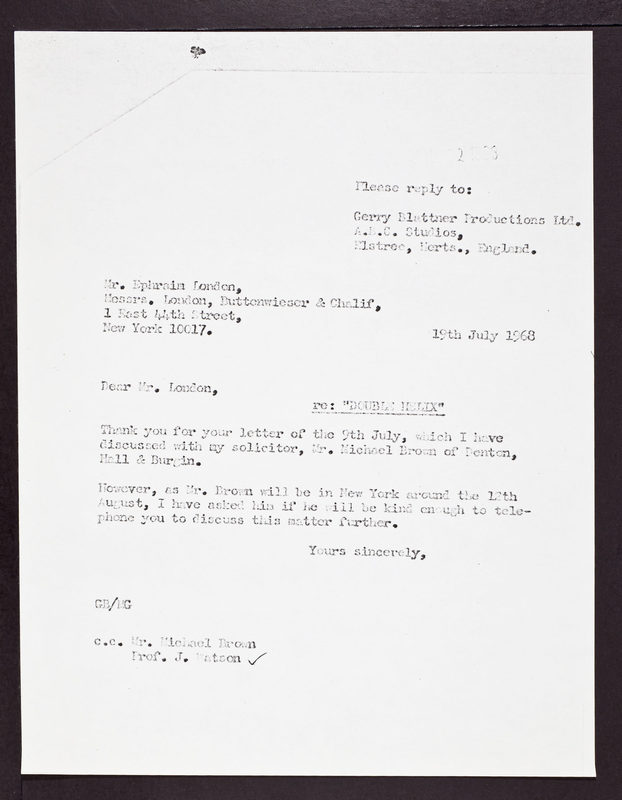 Please reply to:
Gerry Blattner Productions Ltd.
A.B.C. Studios,
Elstree, Herts., England.
Mr. Ephraim London,
Messrs. London, Buttenwieser & Chalif,
1 East 44th Street,
New York 10017.
19th July 1968
Dear Mr. London,
re: "DOUBLE HELIX"
Thank you for your letter of the 9th July, which I have
discussed with my solicitor, Mr. Michael Brown of Denton,
Hall & Burgin.
However, as Mr. Brown will be in New York around the 12th
August, I have asked him if he will be kind enough to tele-
phone you to discuss this matter further.
Yours sincerely,
GB/MG
c.c. Mr. Michael Brown
Prof. J. Watson ✓